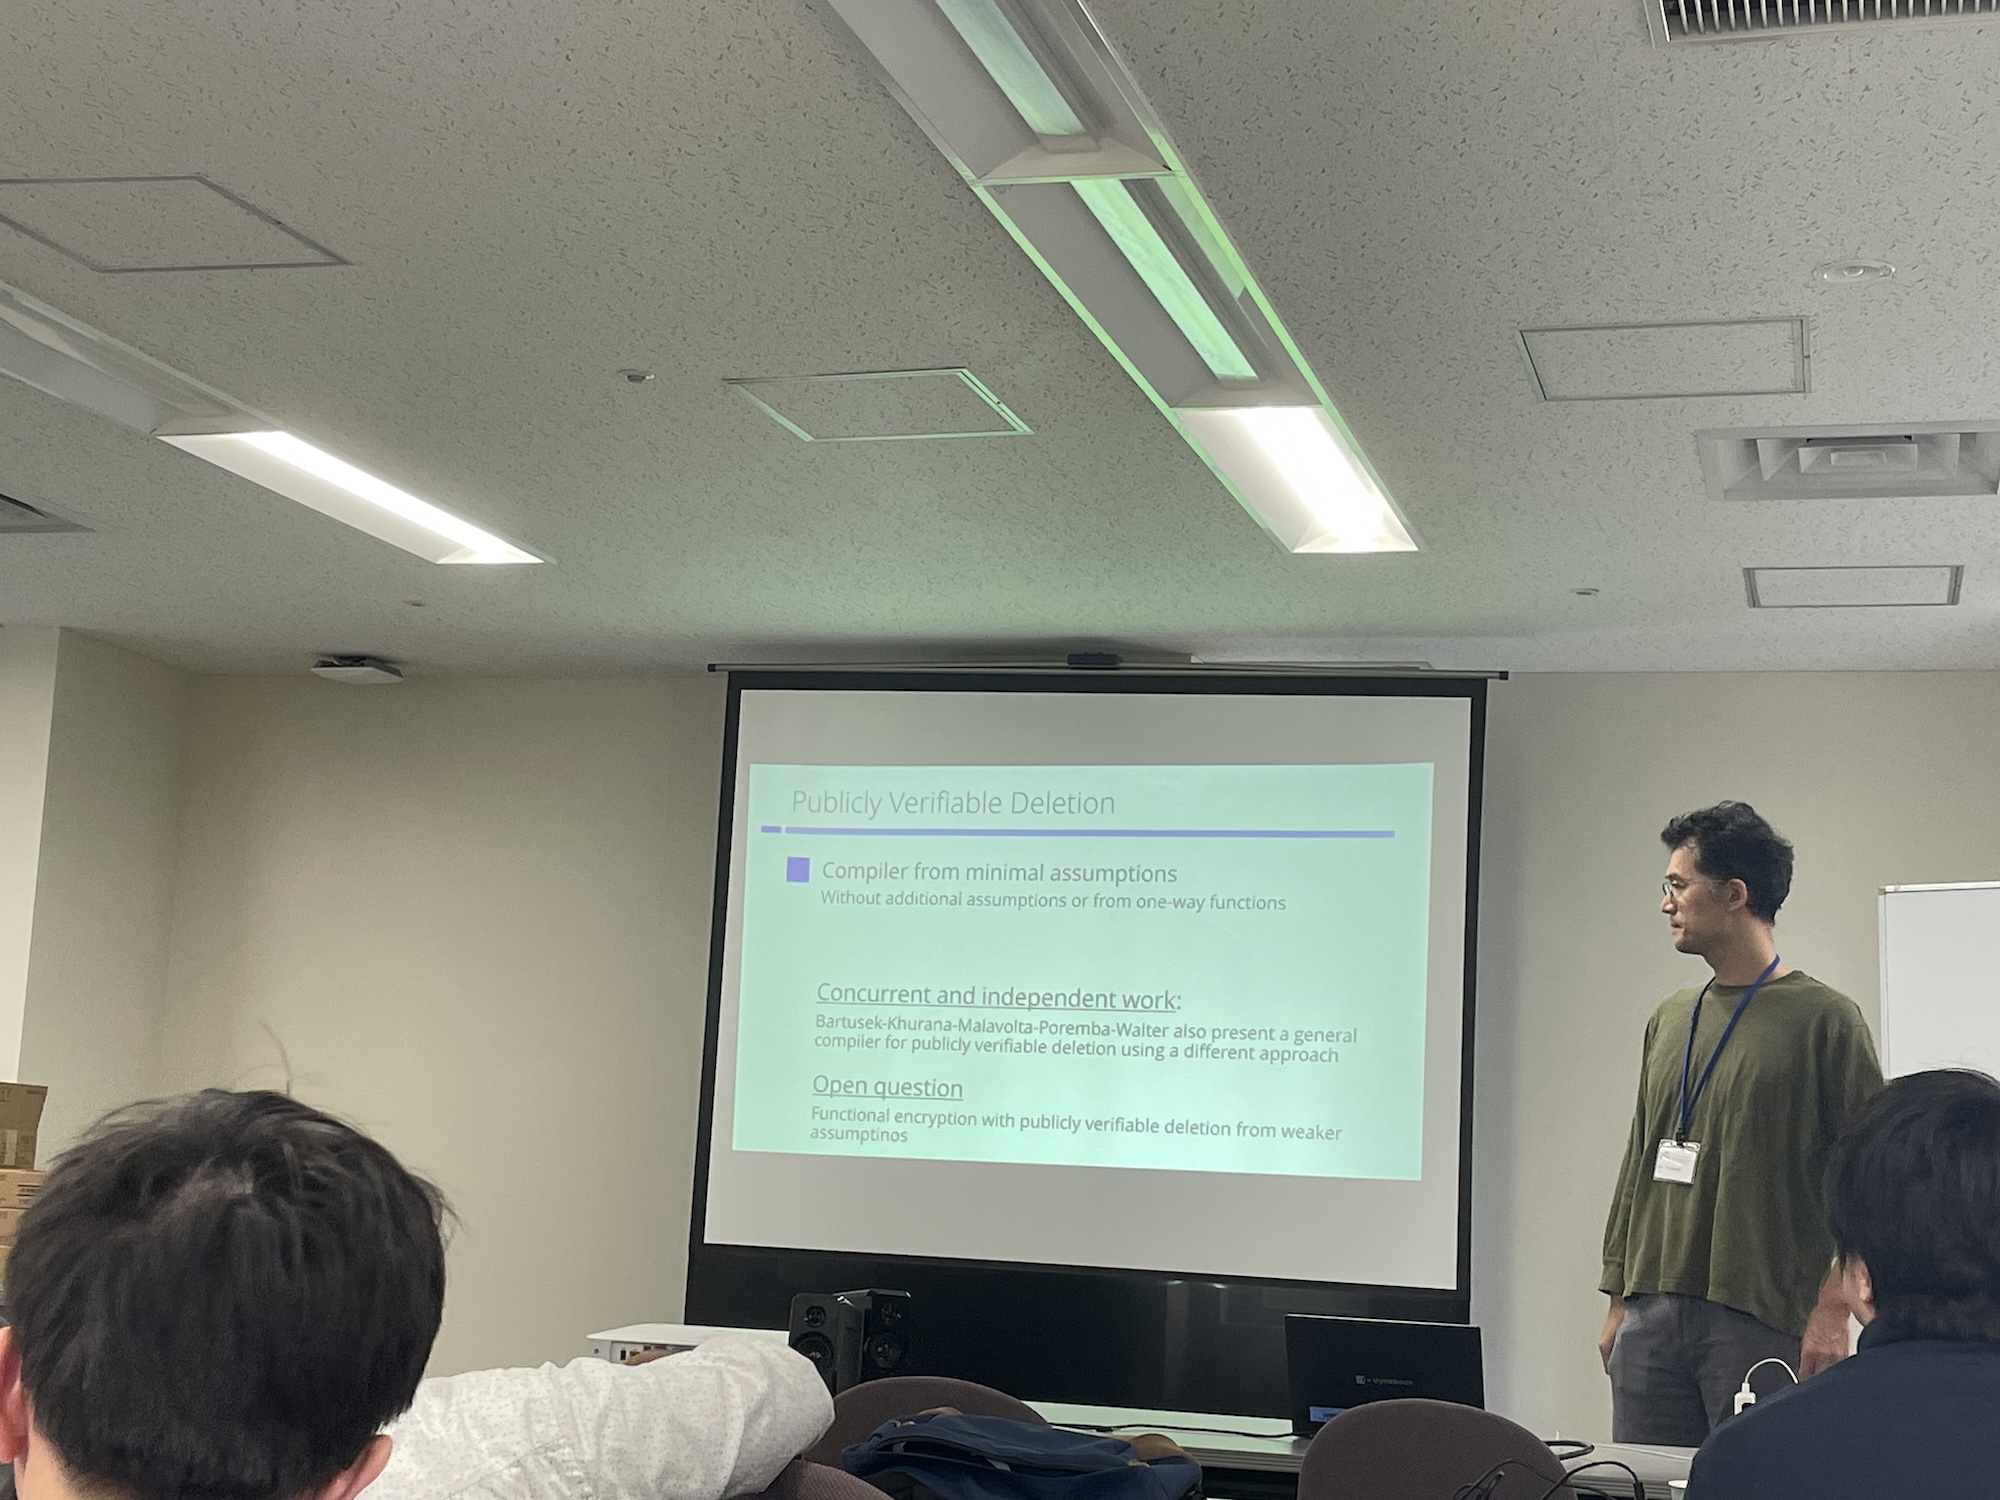 Publicly Verifiable Deletion
Compiler from minimal assumptions
Without additional assumptions or from one-way functions
Concurrent and independent work:
Bartusek-Khurana-Malavolta-Poremba-Walter also present a general
compiler for publicly verifiable deletion using a different approach
Open question
Functional encryption with publicly verifiable deletion from weaker
assumptinos
dynabook